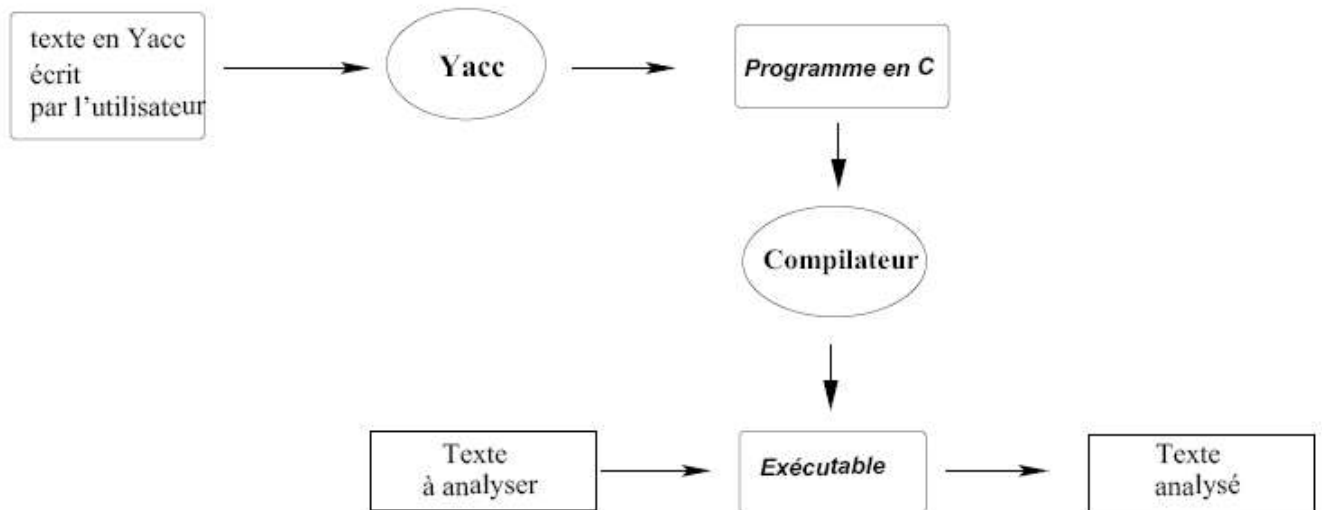 texte en Yacc
écrit
par l’utilisateur
Yacc
Programme en C
Compilateur
Texte
à analyser
Exécutable
Texte
analysé